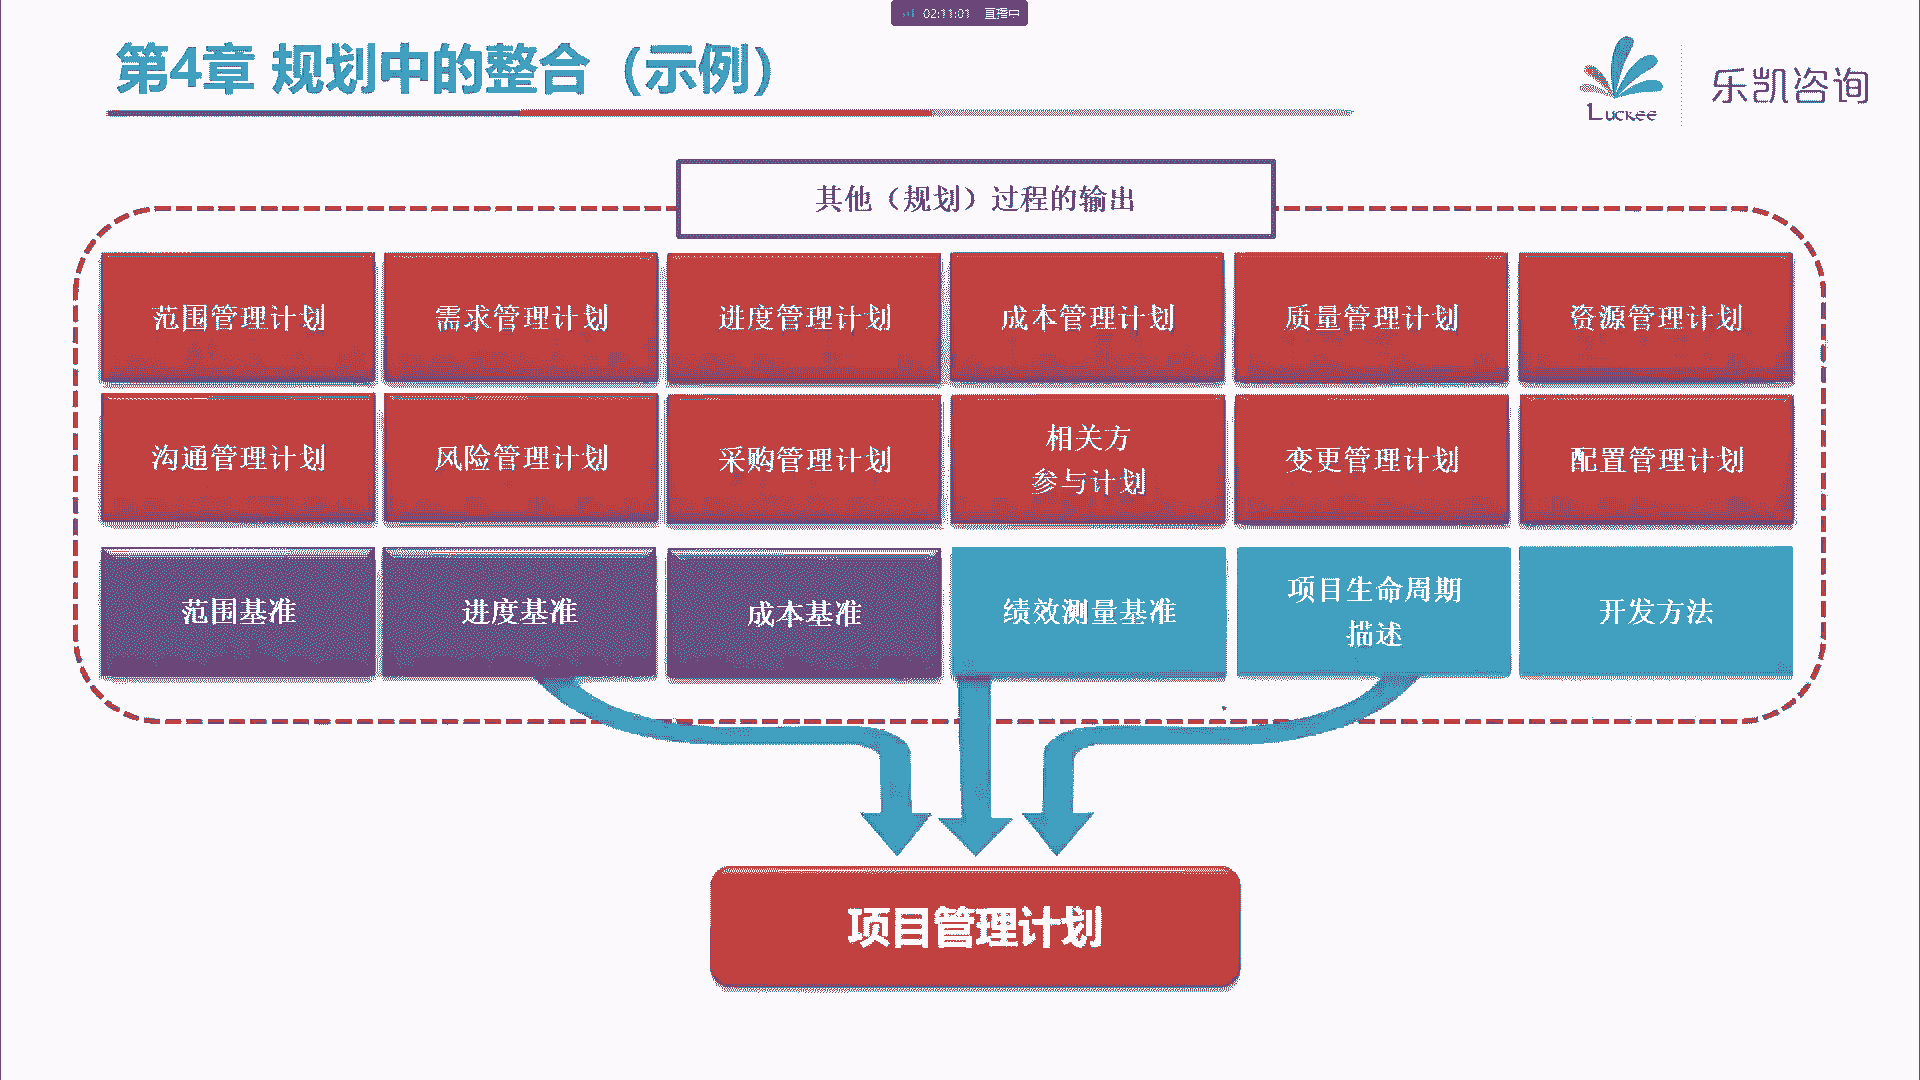 02:11:01 直播中
第4章 规划中的整合（示例）
Luckee
乐凯咨询
其他（规划）过程的输出
范围管理计划
需求管理计划
进度管理计划
成本管理计划
质量管理计划
资源管理计划
沟通管理计划
风险管理计划
采购管理计划
相关方
参与计划
变更管理计划
配置管理计划
范围基准
进度基准
成本基准
绩效测量基准
项目生命周期
描述
开发方法
项目管理计划